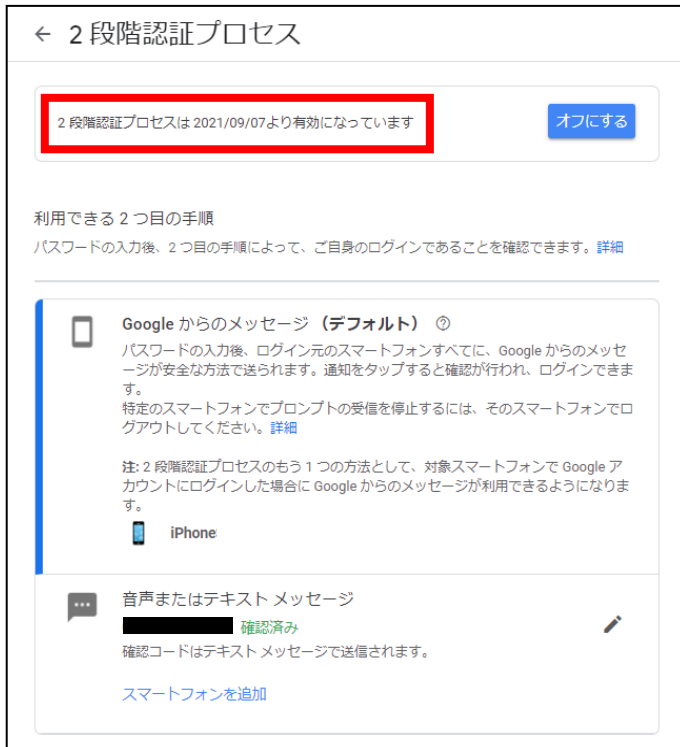 ← 2 段階認証プロセス
2 段階認証プロセスは 2021/09/07より有効になっています
オフにする
利用できる 2 つ目の手順
パスワードの入力後、2 つ目の手順によって、ご自身のログインであることを確認できます。詳細
Google からのメッセージ（デフォルト）
パスワードの入力後、ログイン元のスマートフォンすべてに、Google からのメッセ
ージが安全な方法で送られます。通知をタップすると確認が行われ、ログインできま
す。
特定のスマートフォンでプロンプトの受信を停止するには、そのスマートフォンでロ
グアウトしてください。詳細
注: 2 段階認証プロセスのもう 1 つの方法として、対象スマートフォンで Google ア
カウントにログインした場合に Google からのメッセージが利用できるようになりま
す。
iPhone
音声またはテキスト メッセージ
確認済み
確認コードはテキスト メッセージで送信されます。
スマートフォンを追加